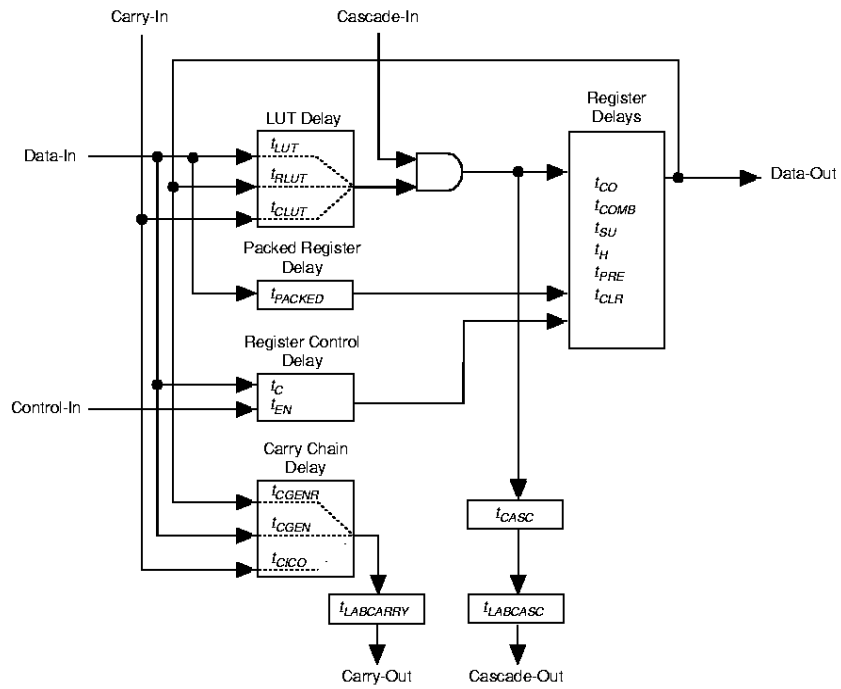 Carry-In
Cascade-In
LUT Delay
Register
Delays
Data-In
tLUT
tRLUT
tCLUT
Data-Out
tCO
tCOMB
tSU
tH
tPRE
tCLR
Packed Register
Delay
tPACKED
Register Control
Delay
tC
tEN
Control-In
Carry Chain
Delay
tCGENR
tCGEN
tCICO
tCASC
tLABCARRY
tLABCASC
Carry-Out
Cascade-Out